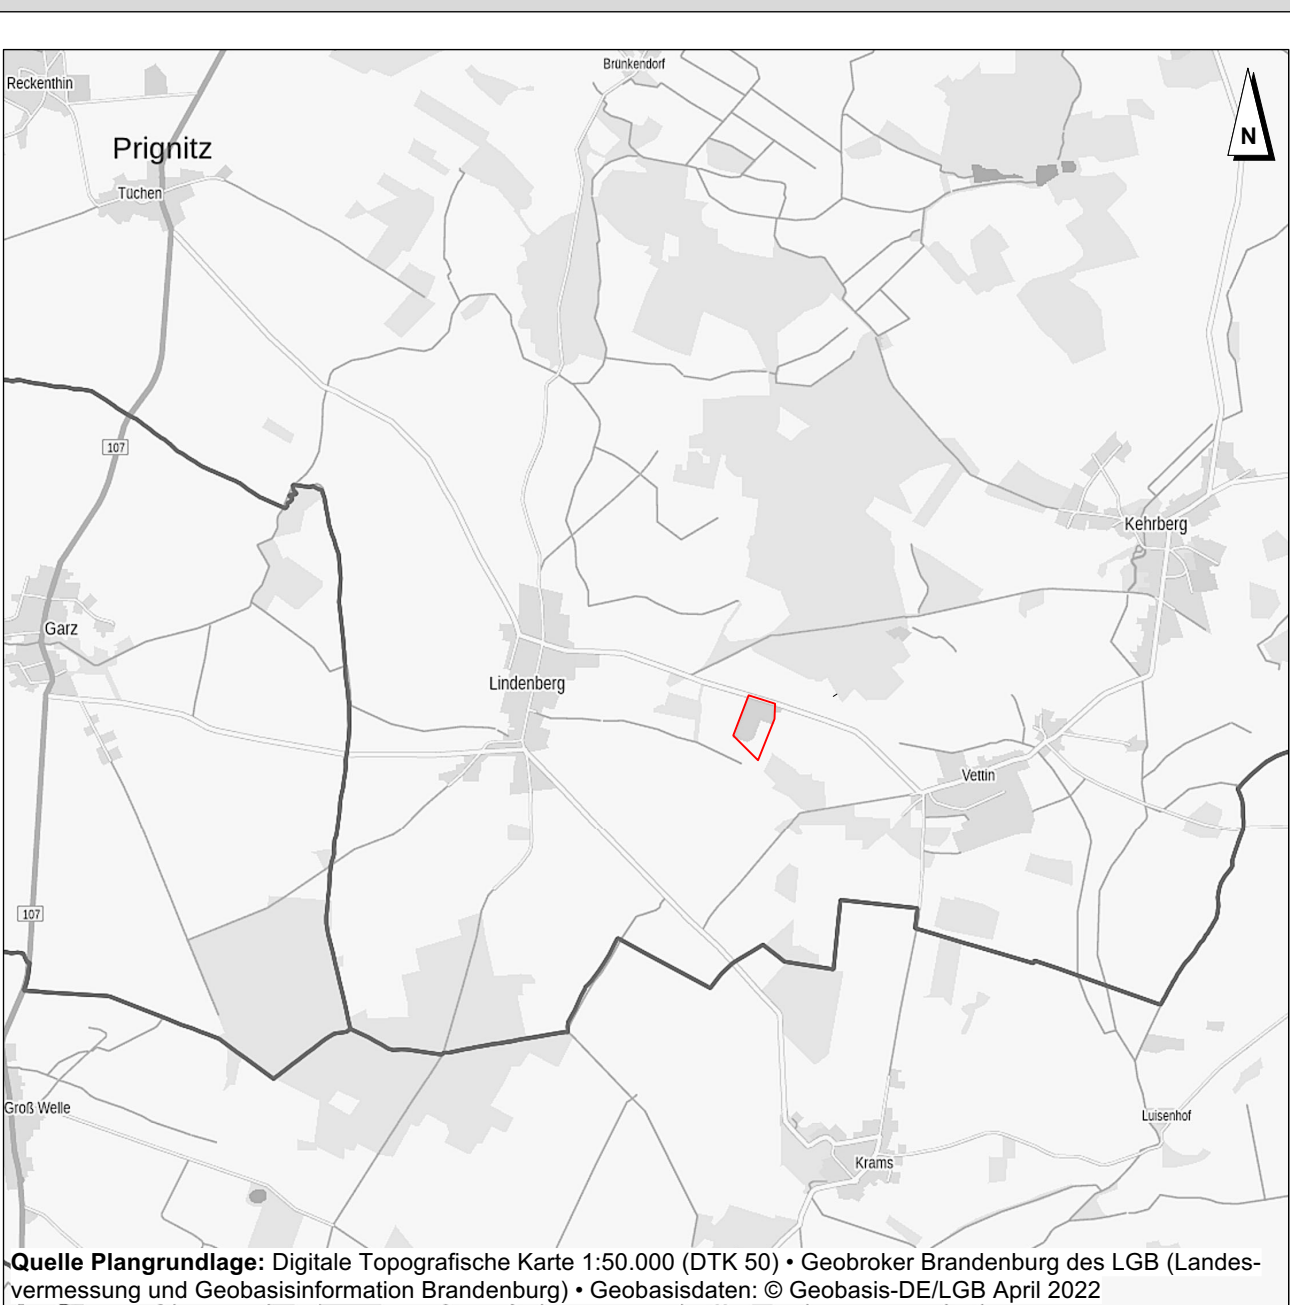 Brünkendorf
Reckenthin
N
Prignitz
Tüchen
107
Kehrberg
Garz
Lindenberg
Vettin
107
Groß Welle
Luisenhof
Krams
Quelle Plangrundlage: Digitale Topografische Karte 1:50.000 (DTK 50) • Geobroker Brandenburg des LGB (Landes-
vermessung und Geobasisinformation Brandenburg) • Geobasisdaten: © Geobasis-DE/LGB April 2022